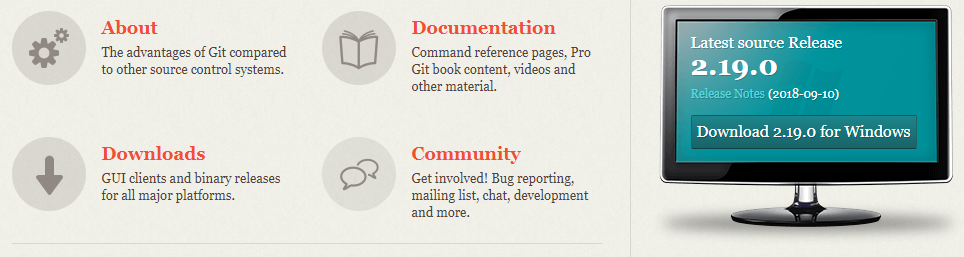 About
The advantages of Git compared
to other source control systems.
Documentation
Command reference pages, Pro
Git book content, videos and
other material.
Downloads
GUI clients and binary releases
for all major platforms.
Community
Get involved! Bug reporting,
mailing list, chat, development
and more.
Latest source Release
2.19.0
Release Notes (2018-09-10)
Download 2.19.0 for Windows